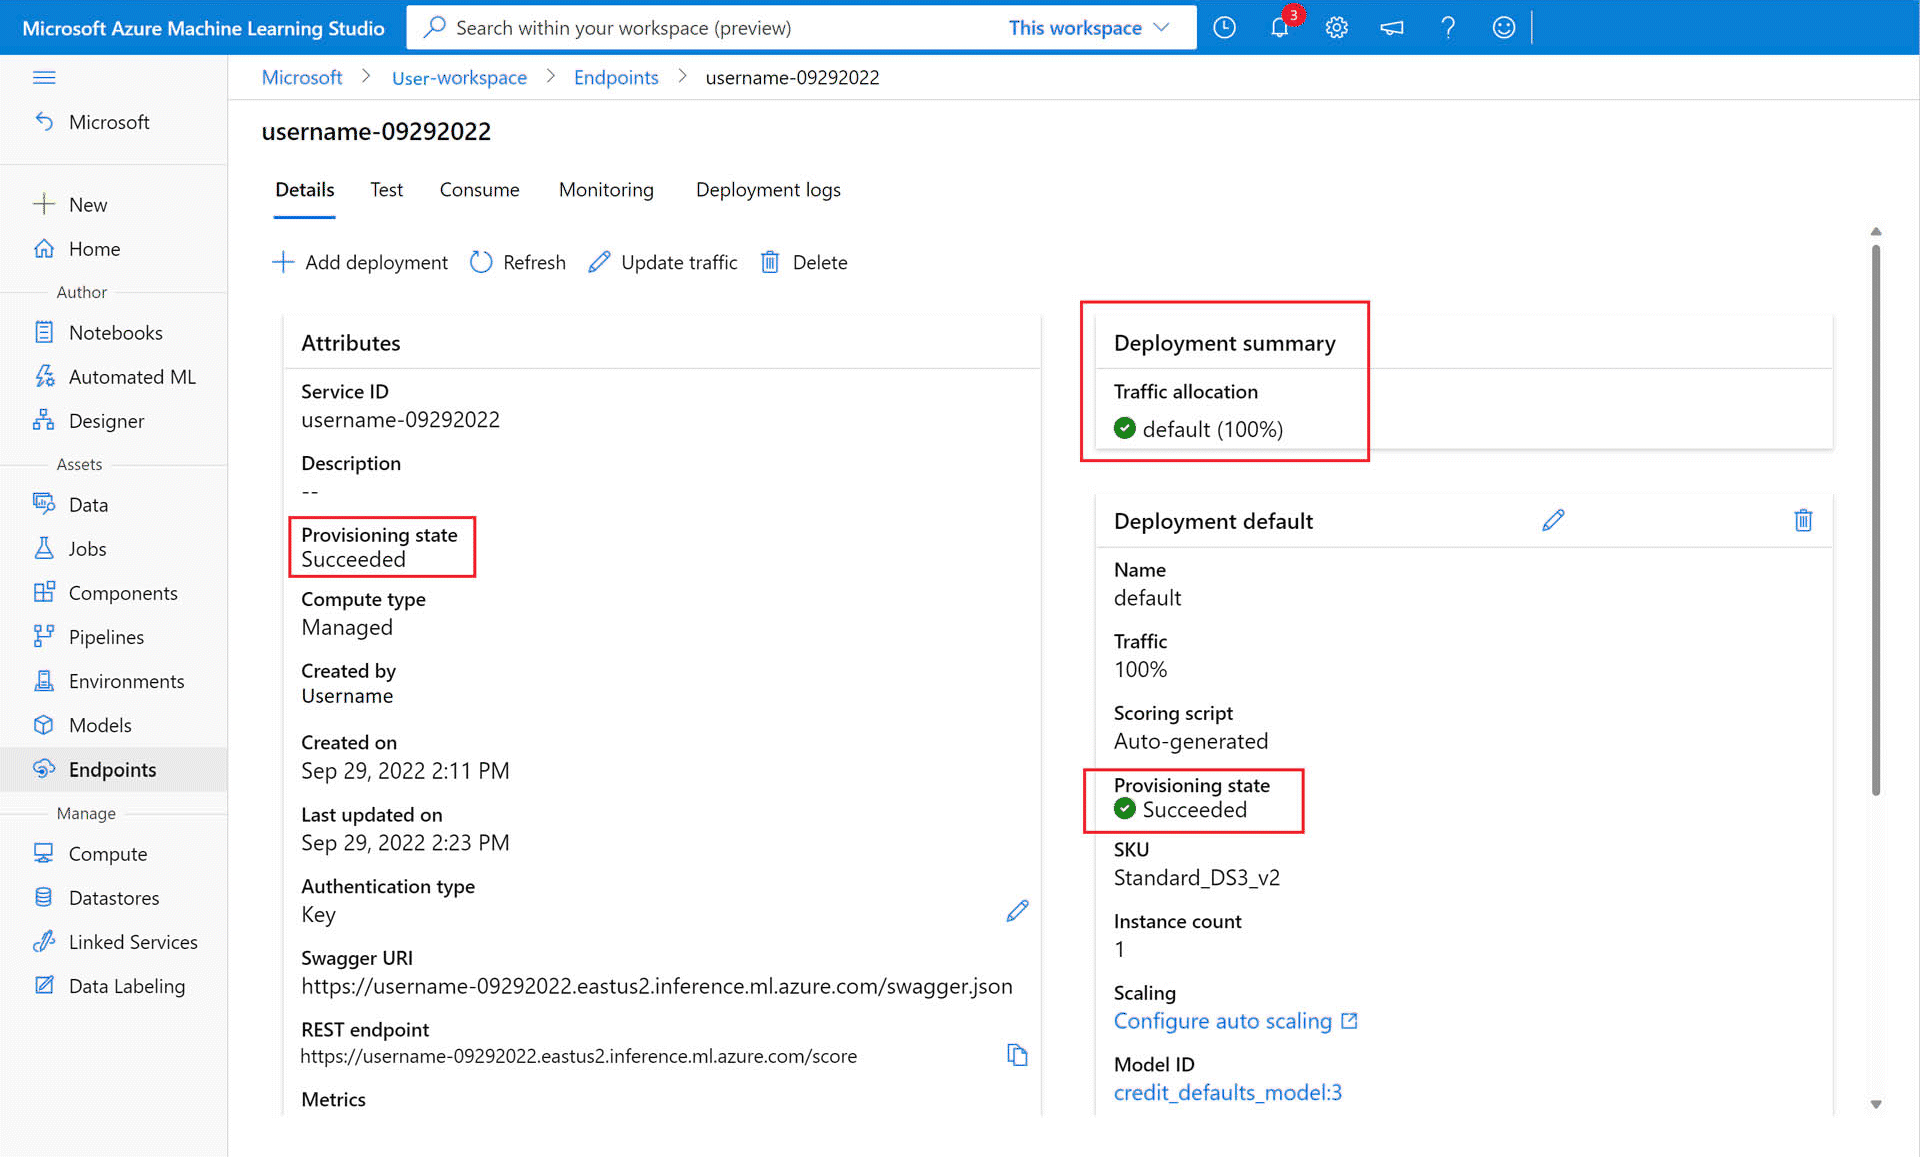 Microsoft Azure Machine Learning Studio
Search within your workspace (preview)
This workspace
3
Microsoft > User-workspace > Endpoints > username-09292022
Microsoft
New
Home
Author
Notebooks
Automated ML
Designer
Assets
Data
Jobs
Components
Pipelines
Environments
Models
Endpoints
Manage
Compute
Datastores
Linked Services
Data Labeling
username-09292022
Details Test Consume Monitoring Deployment logs
Add deployment Refresh Update traffic Delete
Attributes
Service ID
username-09292022
Description
--
Provisioning state
Succeeded
Compute type
Managed
Created by
Username
Created on
Sep 29, 2022 2:11 PM
Last updated on
Sep 29, 2022 2:23 PM
Authentication type
Key
Swagger URI
https://username-09292022.eastus2.inference.ml.azure.com/swagger.json
REST endpoint
https://username-09292022.eastus2.inference.ml.azure.com/score
Metrics
Deployment summary
Traffic allocation
default (100%)
Deployment default
Name
default
Traffic
100%
Scoring script
Auto-generated
Provisioning state
Succeeded
SKU
Standard_DS3_v2
Instance count
1
Scaling
Configure auto scaling
Model ID
credit_defaults_model:3